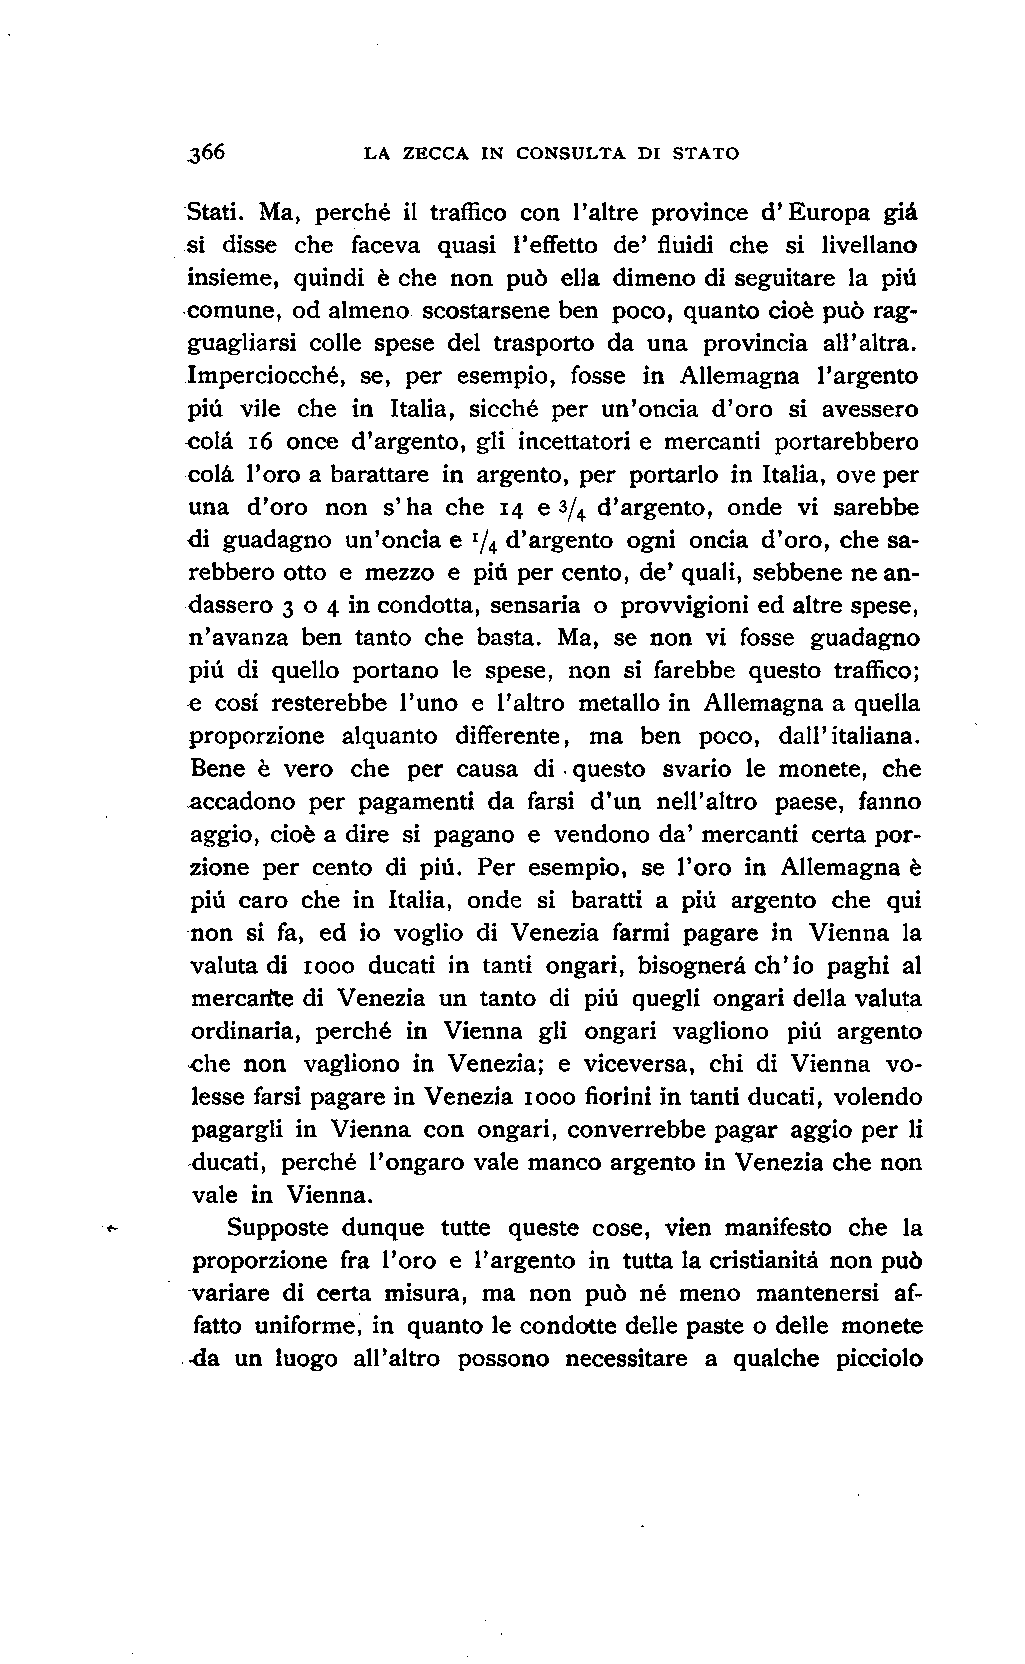 366 LA ZECCA IN CONSULTA DI STATO
Stati. Ma, perché il traffico con l'altre province d'Europa giá
si disse che faceva quasi l'effetto de' fluidi che si livellano
insieme, quindi è che non può ella dimeno di seguitare la piú
comune, od almeno scostarsene ben poco, quanto cioè può rag-
guagliarsi colle spese del trasporto da una provincia all'altra.
Imperciocché, se, per esempio, fosse in Allemagna l'argento
piú vile che in Italia, sicché per un'oncia d'oro si avessero
colá 16 once d'argento, gli incettatori e mercanti portarebbero
colá l'oro a barattare in argento, per portarlo in Italia, ove per
una d'oro non s'ha che 14 e 3/4 d'argento, onde vi sarebbe
di guadagno un'oncia e 1/4 d'argento ogni oncia d'oro, che sa-
rebbero otto e mezzo e piú per cento, de' quali, sebbene ne an-
dassero 3 o 4 in condotta, sensaria o provvigioni ed altre spese,
n'avanza ben tanto che basta. Ma, se non vi fosse guadagno
piú di quello portano le spese, non si farebbe questo traffico;
e cosí resterebbe l'uno e l'altro metallo in Allemagna a quella
proporzione alquanto differente, ma ben poco, dall'italiana.
Bene è vero che per causa di questo svario le monete, che
accadono per pagamenti da farsi d'un nell'altro paese, fanno
aggio, cioè a dire si pagano e vendono da' mercanti certa por-
zione per cento di piú. Per esempio, se l'oro in Allemagna è
piú caro che in Italia, onde si baratti a piú argento che qui
non si fa, ed io voglio di Venezia farmi pagare in Vienna la
valuta di 1000 ducati in tanti ongari, bisognerá ch'io paghi al
mercante di Venezia un tanto di piú quegli ongari della valuta
ordinaria, perché in Vienna gli ongari vagliono piú argento
che non vagliono in Venezia; e viceversa, chi di Vienna vo-
lesse farsi pagare in Venezia 1000 fiorini in tanti ducati, volendo
pagargli in Vienna con ongari, converrebbe pagar aggio per li
ducati, perché l'ongaro vale manco argento in Venezia che non
vale in Vienna.
Supposte dunque tutte queste cose, vien manifesto che la
proporzione fra l'oro e l'argento in tutta la cristianitá non può
variare di certa misura, ma non può né meno mantenersi af-
fatto uniforme, in quanto le condotte delle paste o delle monete
da un luogo all'altro possono necessitare a qualche picciolo